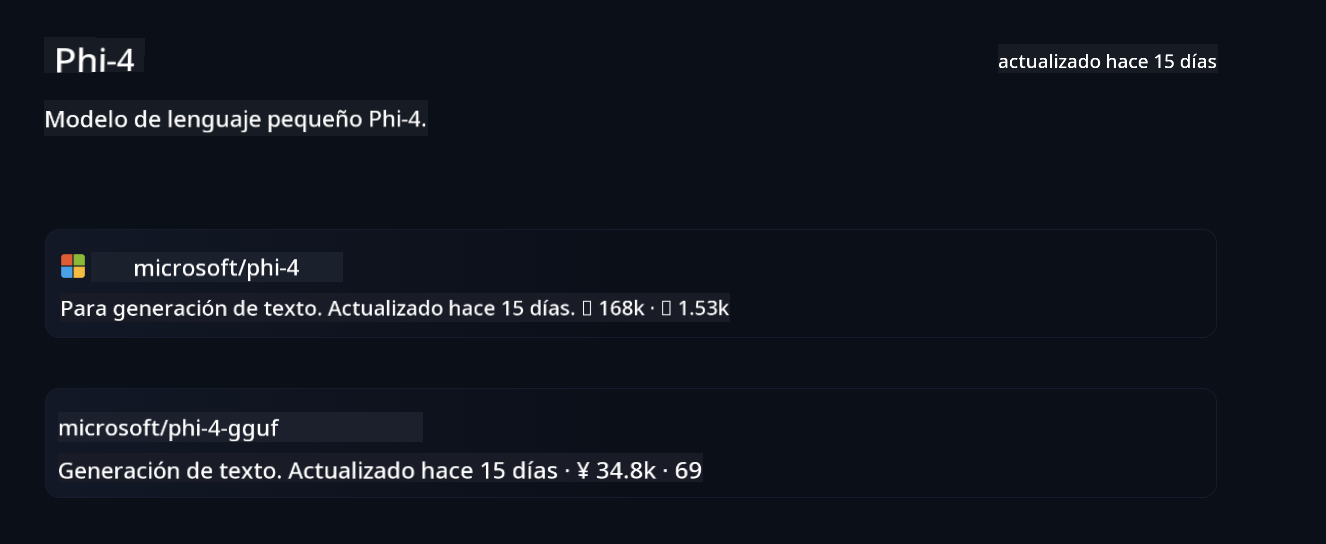 Phi-4
actualizado hace 15 días
Modelo de lenguaje pequeño Phi-4.
microsoft/phi-4
Para generación de texto. Actualizado hace 15 días. 168k · 1.53k
microsoft/phi-4-gguf
Generación de texto. Actualizado hace 15 días · ¥ 34.8k · 69